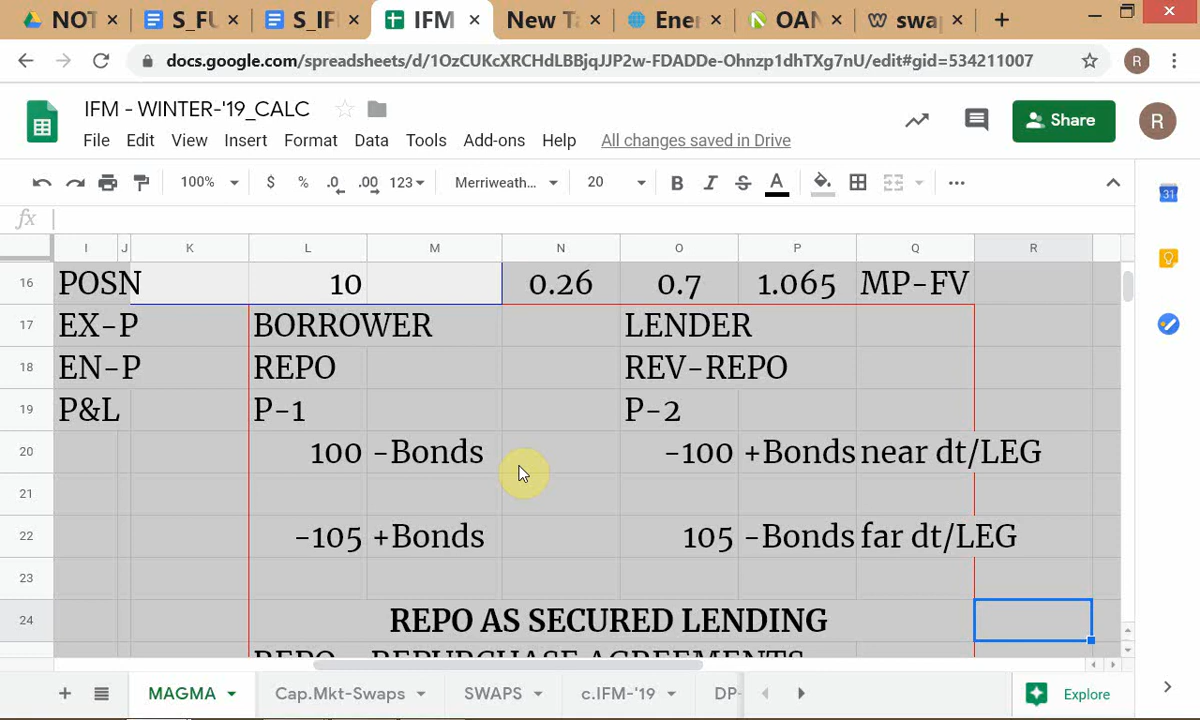 NOT
S_FU
S_IF
IFM
New Ta
Ener
OAN
swa
docs.google.com/spreadsheets/d/1OzCUKcXRCHdLBBjqJJP2w-FDADDe-Ohnzp1dhTXg7nU/edit#gid=534211007
R
IFM - WINTER-'19_CALC
File Edit View Insert Format Data Tools Add-ons Help All changes saved in Drive
Share
R
100% $ % .0 .00 123 Merriweath... 20 B I S A
31
fx
I J K L M N O P Q R
16 POSN 10 0.26 0.7 1.065 MP-FV
17 EX-P BORROWER LENDER
18 EN-P REPO REV-REPO
19 P&L P-1 P-2
20 100 -Bonds -100 +Bonds near dt/LEG
21
22 -105 +Bonds 105 -Bonds far dt/LEG
23
24 REPO AS SECURED LENDING
REPO - REPURCHASE AGREEMENTS
MAGMA Cap.Mkt-Swaps SWAPS c.IFM-'19 DP- Explore